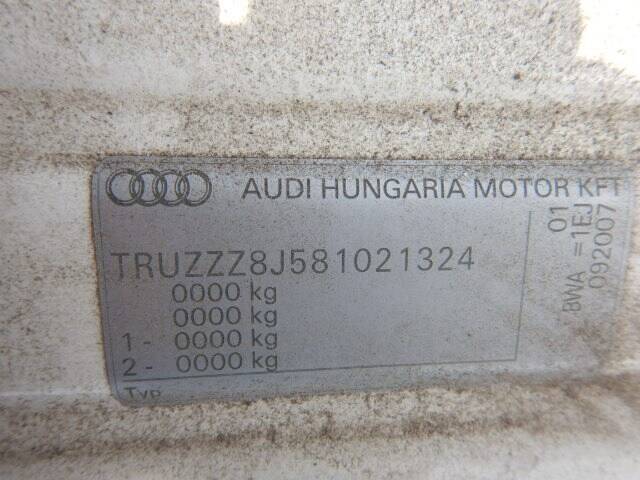 AUDI HUNGARIA MOTOR KFT
TRUZZZ8J581021324
0000 kg
0000 kg
1 - 0000 kg
2 - 0000 kg
Typ
01
BWA =1EJ
092007